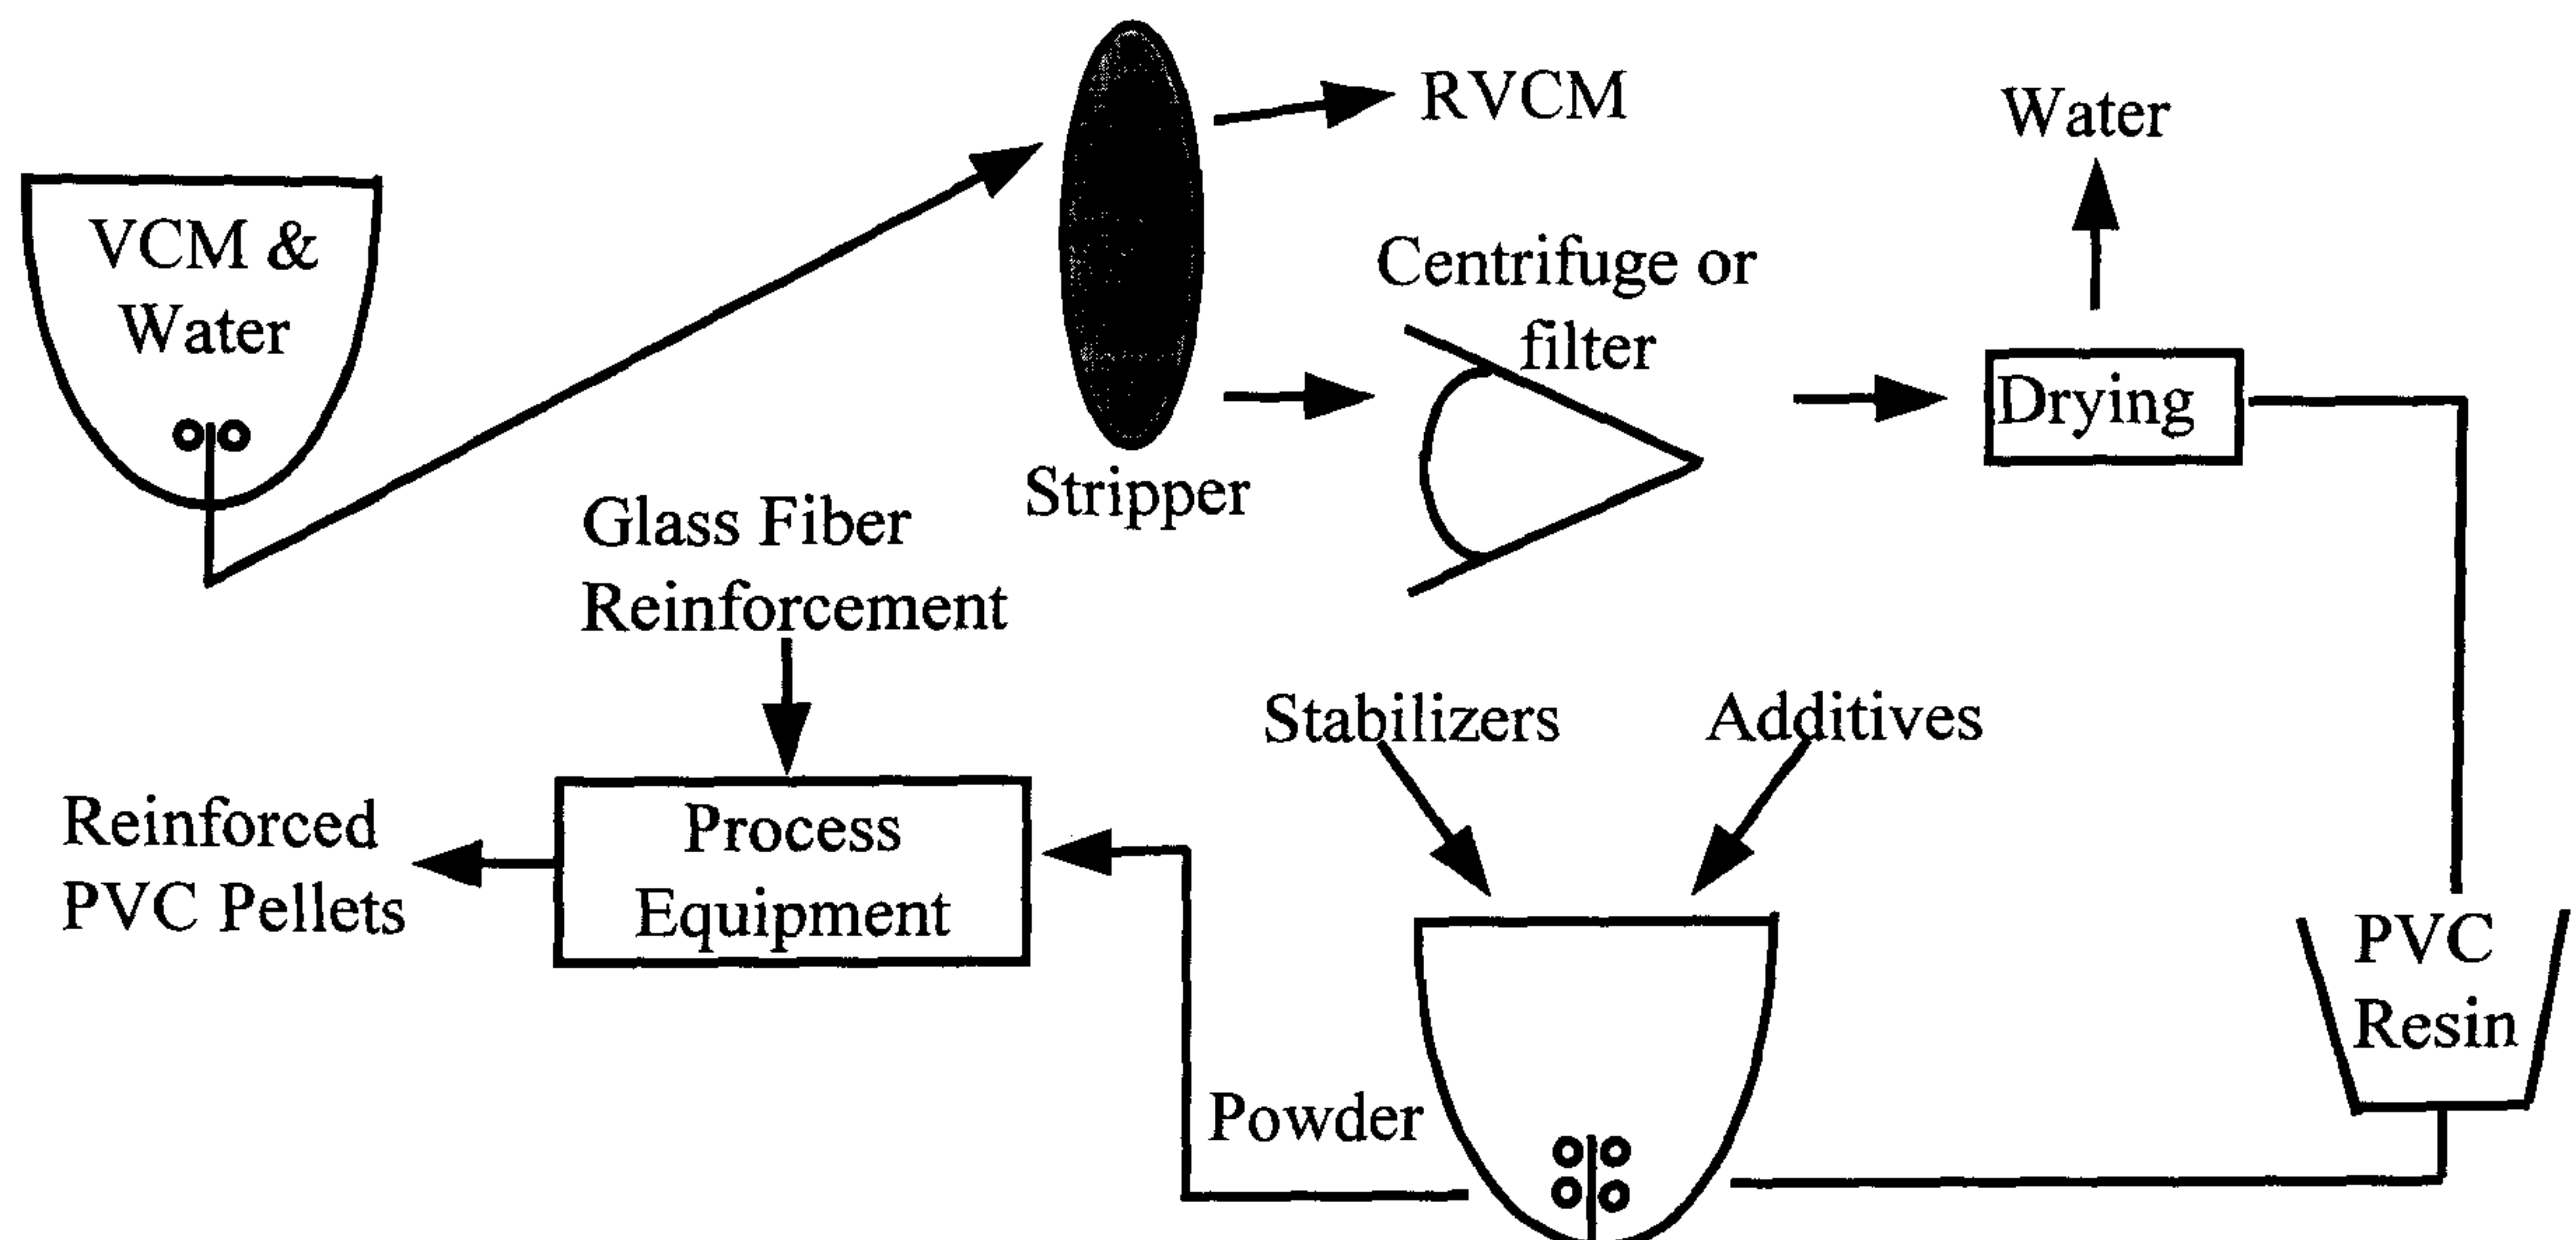 VCM &
Water
RVCM
Water
Centrifuge or
filter
Drying
Stripper
Glass Fiber
Reinforcement
Stabilizers
Additives
Reinforced
PVC Pellets
Process
Equipment
PVC
Resin
Powder